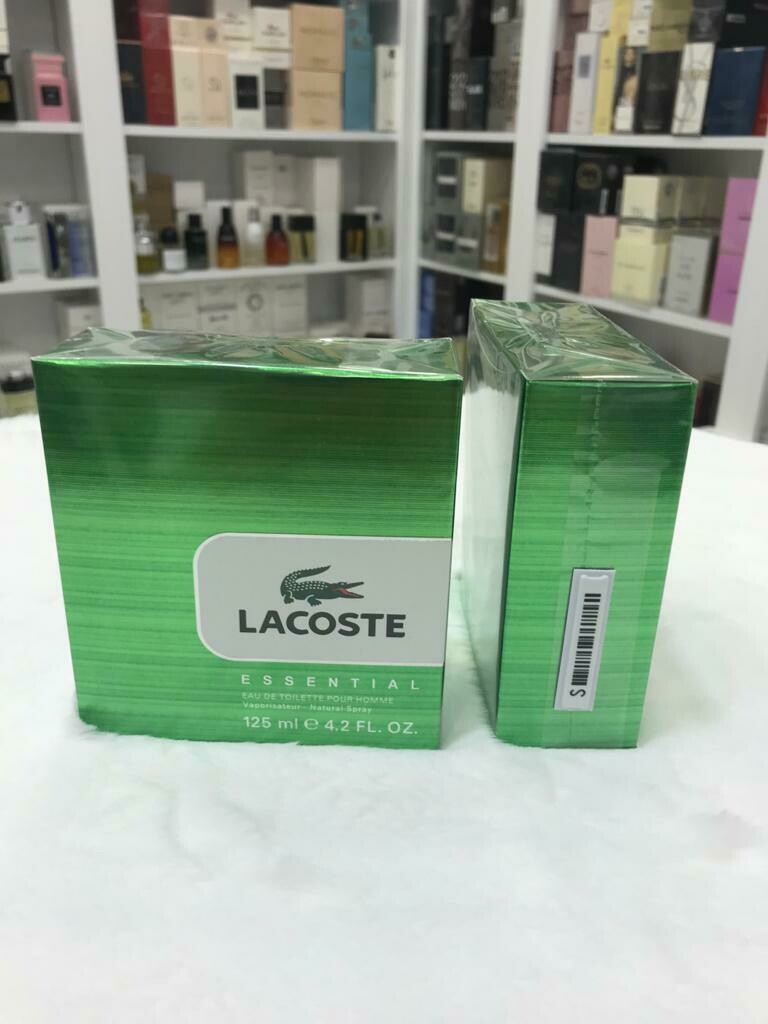 LACOSTE
ESSENTIAL
EAU DE TOILETTE POUR HOMME
Vaporisateur - Natural Spray
125 ml ℮ 4.2 FL. OZ.
S